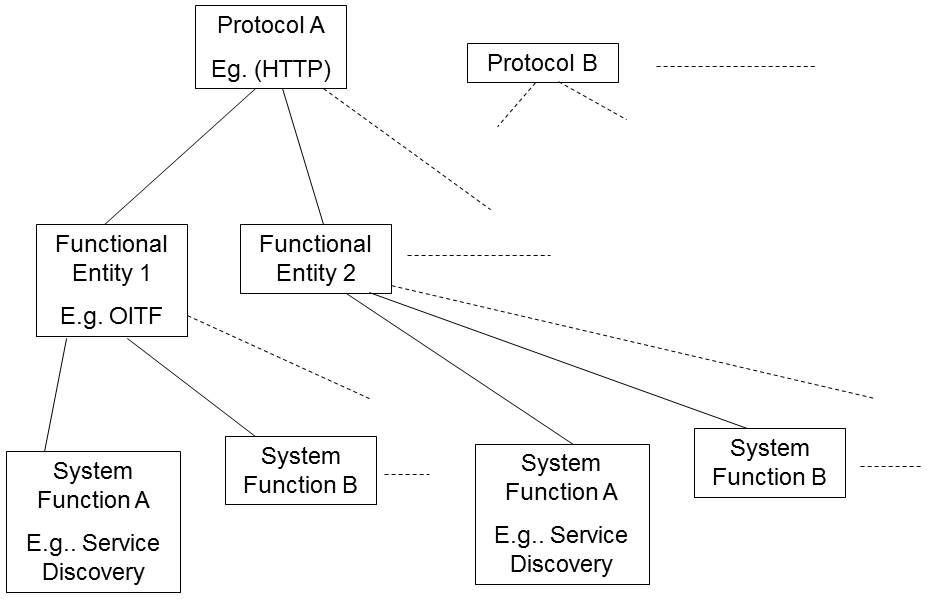 Protocol A
Eg. (HTTP)
Protocol B
Functional
Entity 1
E.g. OITF
Functional
Entity 2
System
Function A
E.g.. Service
Discovery
System
Function B
System
Function A
E.g.. Service
Discovery
System
Function B